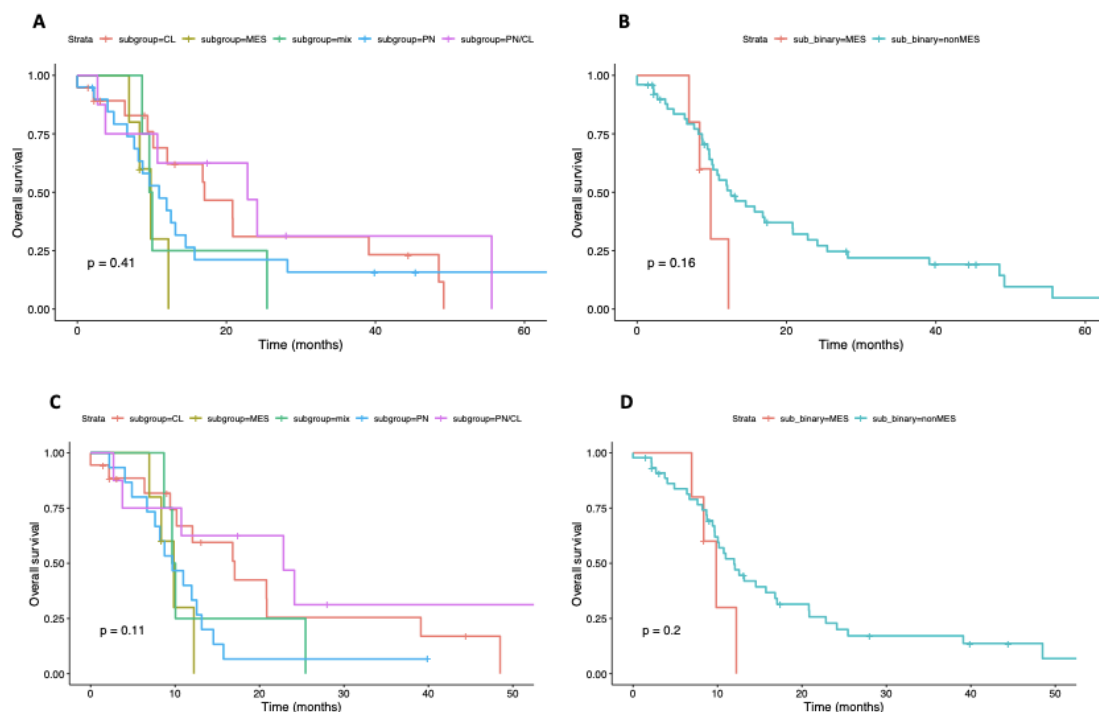 A
Strata subgroup=CL subgroup=MES subgroup=mix subgroup=PN subgroup=PN/CL
Overall survival
1.00
0.75
0.50
0.25
0.00
p = 0.41
0 20 40 60
Time (months)
B
Strata sub_binary=MES sub_binary=nonMES
Overall survival
1.00
0.75
0.50
0.25
0.00
p = 0.16
0 20 40 60
Time (months)
C
Strata subgroup=CL subgroup=MES subgroup=mix subgroup=PN subgroup=PN/CL
Overall survival
1.00
0.75
0.50
0.25
0.00
p = 0.11
0 10 20 30 40 50
Time (months)
D
Strata sub_binary=MES sub_binary=nonMES
Overall survival
1.00
0.75
0.50
0.25
0.00
p = 0.2
0 10 20 30 40 50
Time (months)